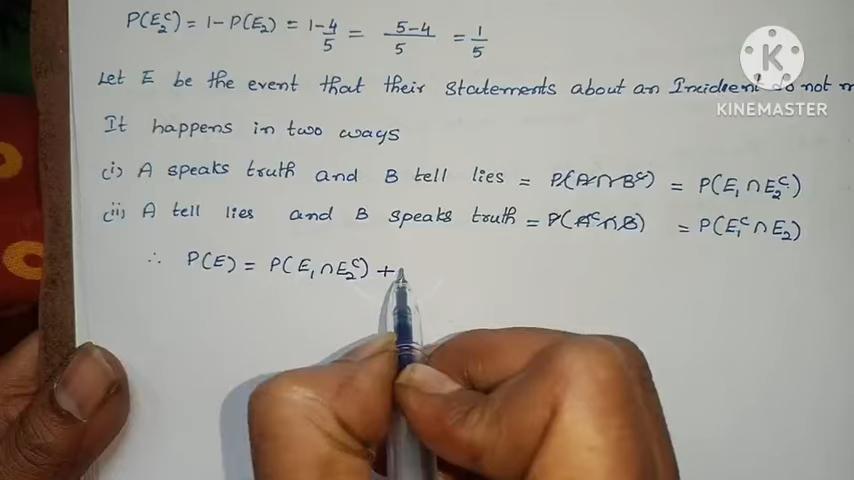 P(E₂ᶜ) = 1 - P(E₂) = 1 - 4/5 = 5-4/5 = 1/5
Let E be the event that their statements about an Incident do not
It happens in two ways
(i) A speaks truth and B tell lies = P(A∩Bᶜ) = P(E₁∩E₂ᶜ)
(ii) A tell lies and B speaks truth = P(Aᶜ∩B) = P(E₁ᶜ∩E₂)
∴ P(E) = P(E₁∩E₂ᶜ) +
K
KINEMASTER